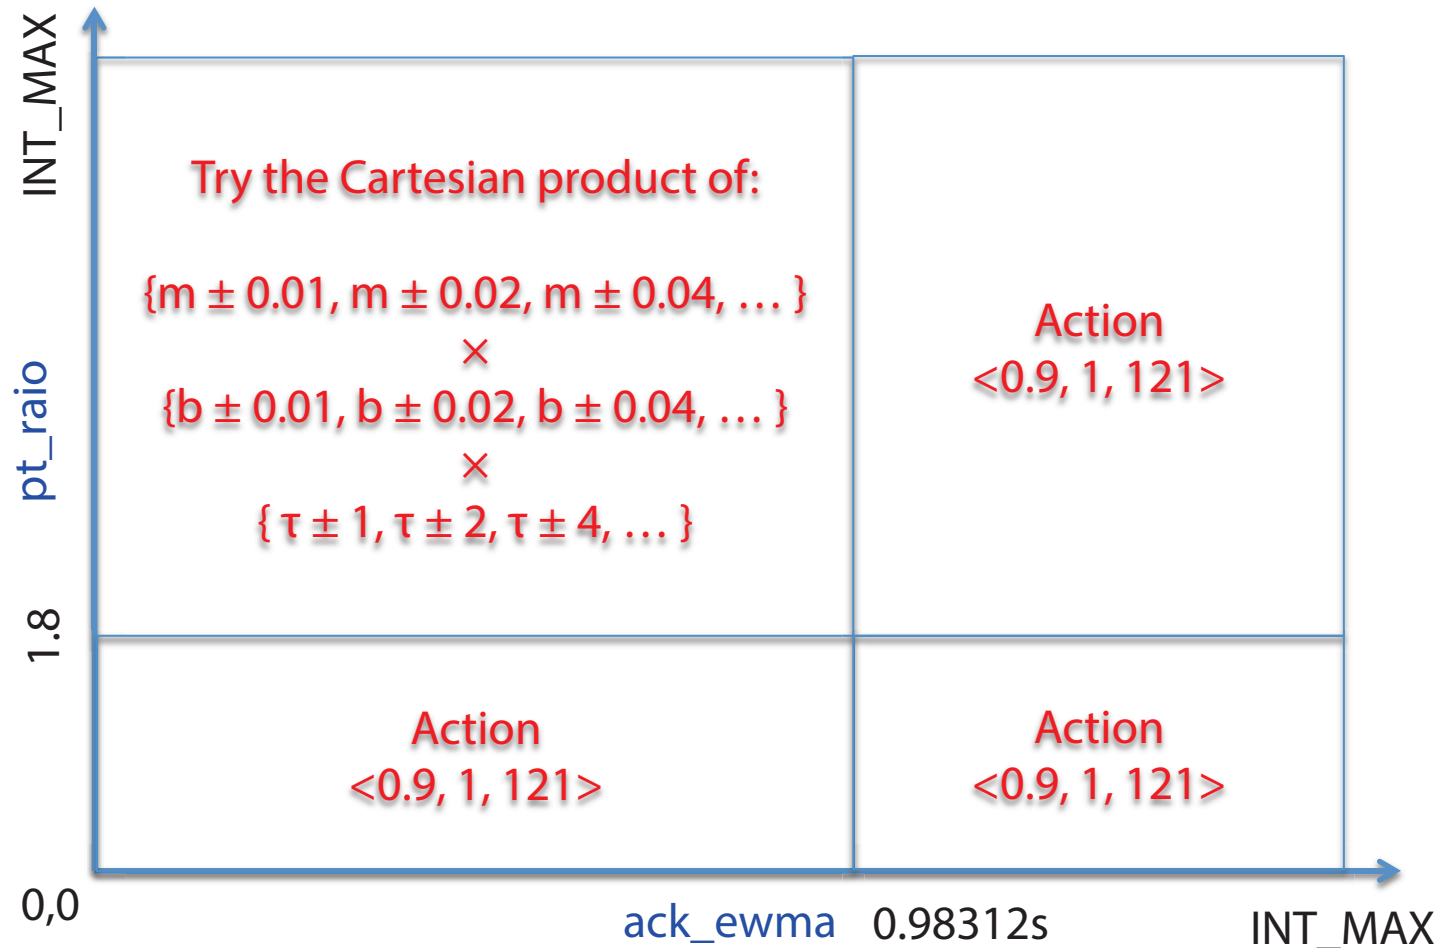 INT_MAX
Try the Cartesian product of:
{m ± 0.01, m ± 0.02, m ± 0.04, … }
×
{b ± 0.01, b ± 0.02, b ± 0.04, … }
×
{ τ ± 1, τ ± 2, τ ± 4, … }
Action
<0.9, 1, 121>
pt_raio
1.8
Action
<0.9, 1, 121>
Action
<0.9, 1, 121>
0,0
ack_ewma
0.98312s
INT_MAX